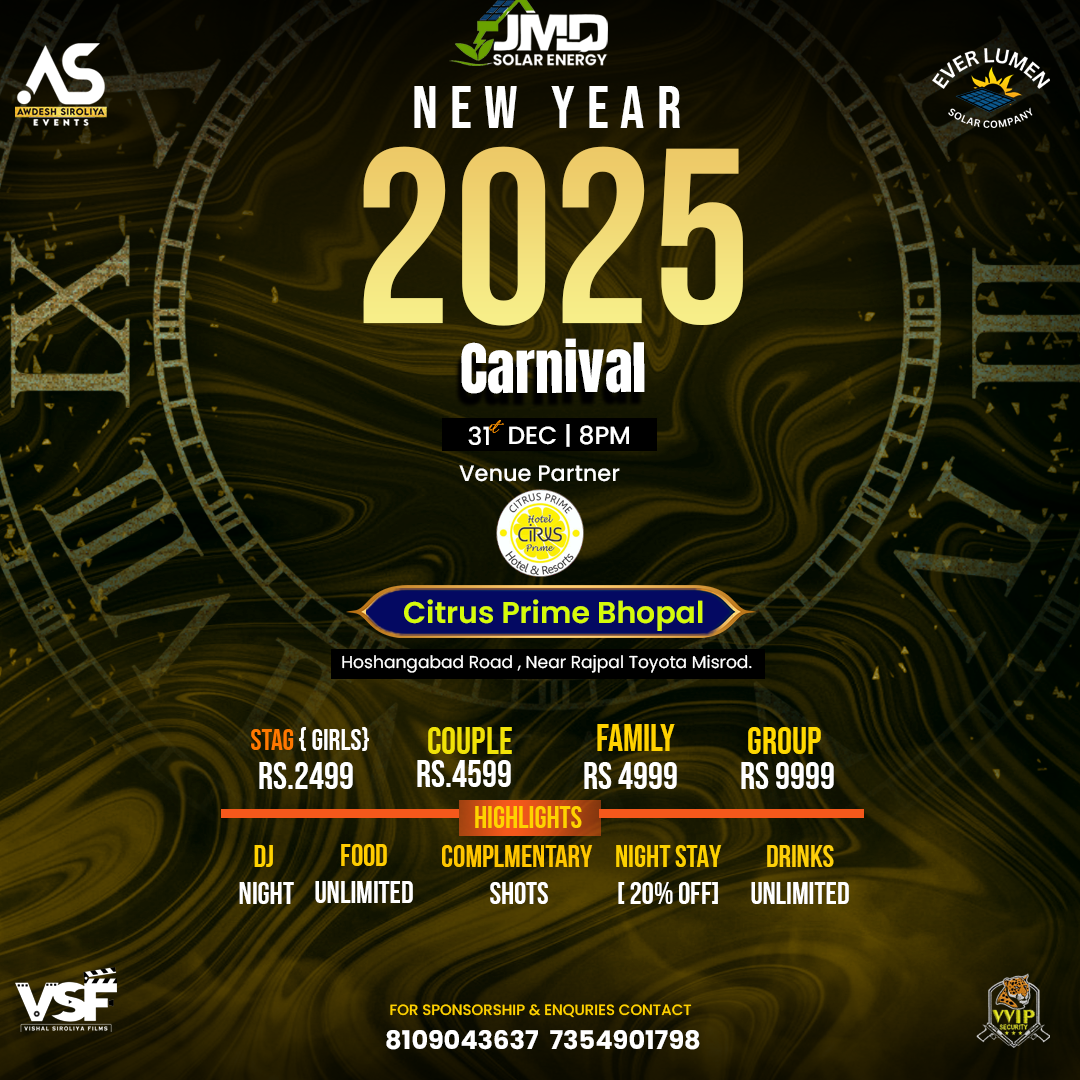 JMD
SOLAR ENERGY
AS
AWDESH SIROLIYA
EVENTS
EVER LUMEN
SOLAR COMPANY
NEW YEAR
2025
Carnival
31st DEC | 8PM
Venue Partner
CITRUS PRIME
Hotel
CiTRUS
Prime
Hotel & Resorts
Citrus Prime Bhopal
Hoshangabad Road , Near Rajpal Toyota Misrod.
STAG { GIRLS} COUPLE FAMILY GROUP
RS.2499 RS.4599 RS 4999 RS 9999
HIGHLIGHTS
DJ FOOD COMPLMENTARY NIGHT STAY DRINKS
NIGHT UNLIMITED SHOTS [ 20% OFF] UNLIMITED
VSF
VISHAL SIROLIYA FILMS
VVIP
SECURITY
FOR SPONSORSHIP & ENQURIES CONTACT
8109043637 7354901798
IX
III
VIII